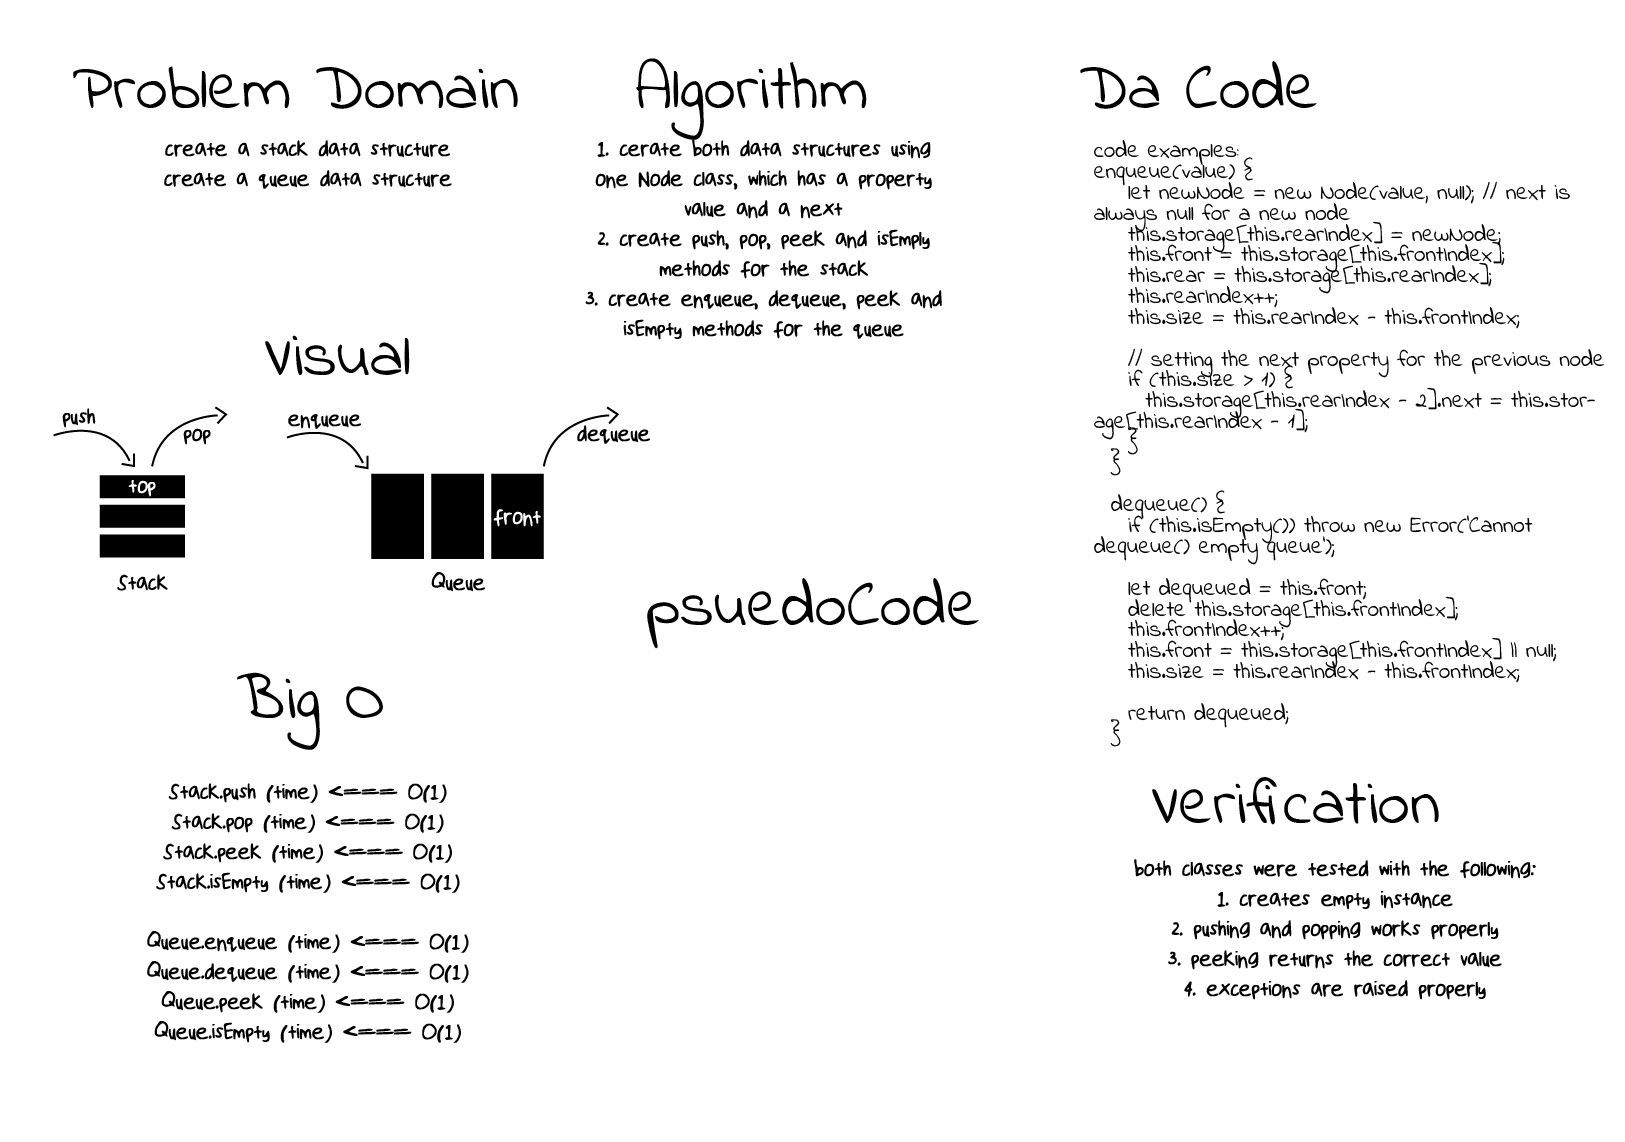 Problem Domain
create a stack data structure
create a queue data structure
Visual
push
pop
top
Stack
enqueue
dequeue
front
Queue
Big O
Stack.push (time) <==== O(1)
Stack.pop (time) <==== O(1)
Stack.peek (time) <==== O(1)
Stack.isEmpty (time) <==== O(1)
Queue.enqueue (time) <==== O(1)
Queue.dequeue (time) <==== O(1)
Queue.peek (time) <==== O(1)
Queue.isEmpty (time) <==== O(1)
Algorithm
1. cerate both data structures using
one Node class, which has a property
value and a next
2. create push, pop, peek and isEmply
methods for the stack
3. create enqueue, dequeue, peek and
isEmpty methods for the queue
psuedoCode
Da Code
code examples:
enqueue(value) {
let newNode = new Node(value, null); // next is
always null for a new node
this.storage[this.rearIndex] = newNode;
this.front = this.storage[this.frontIndex];
this.rear = this.storage[this.rearIndex];
this.rearIndex++;
this.size = this.rearIndex - this.frontIndex;
// setting the next property for the previous node
if (this.size > 1) {
this.storage[this.rearIndex - 2].next = this.stor-
age[this.rearIndex - 1];
}
}
dequeue() {
if (this.isEmpty()) throw new Error('Cannot
dequeue() empty queue');
let dequeued = this.front;
delete this.storage[this.frontIndex];
this.frontIndex++;
this.front = this.storage[this.frontIndex] || null;
this.size = this.rearIndex - this.frontIndex;
return dequeued;
}
verification
both classes were tested with the following:
1. creates empty instance
2. pushing and popping works properly
3. peeking returns the correct value
4. exceptions are raised properly